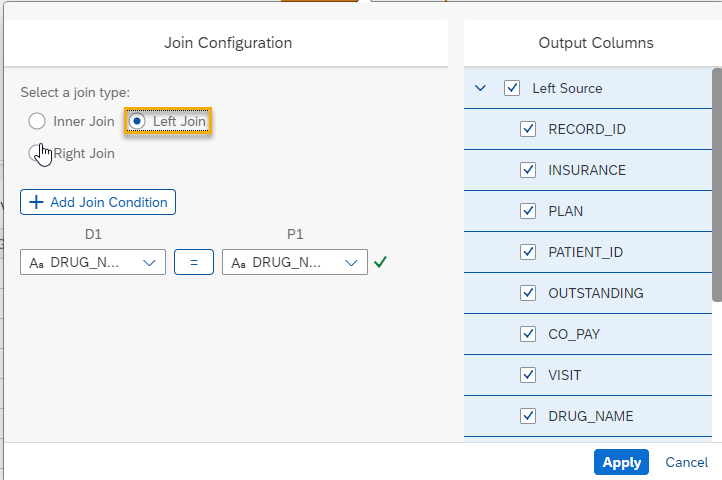 Join Configuration
Select a join type:
Inner Join
Left Join
Right Join
+ Add Join Condition
D1
P1
Aa DRUG_N...
=
Aa DRUG_N...
Output Columns
Left Source
RECORD_ID
INSURANCE
PLAN
PATIENT_ID
OUTSTANDING
CO_PAY
VISIT
DRUG_NAME
Apply
Cancel